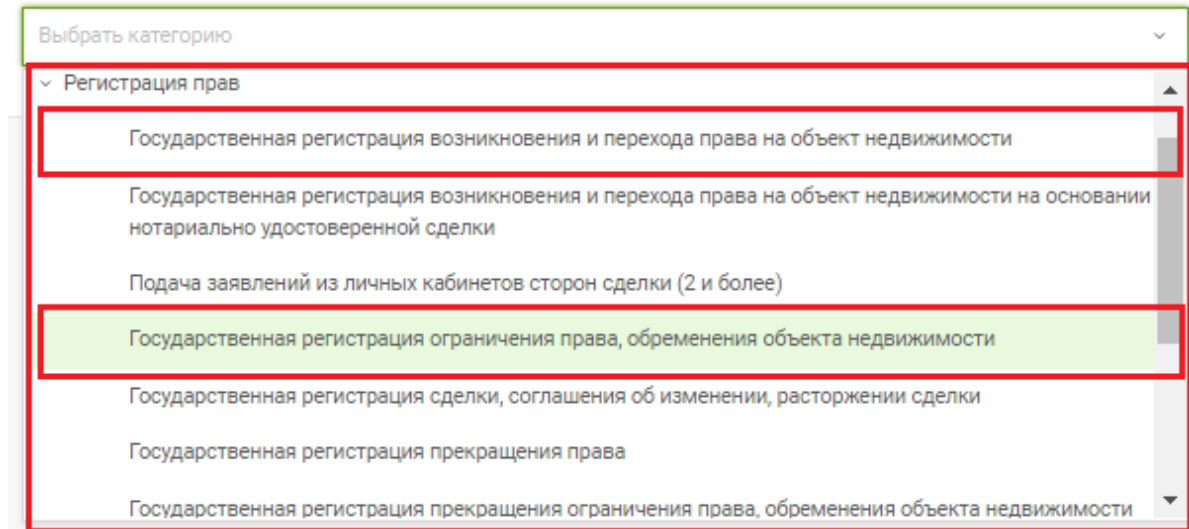 Выбрать категорию
Регистрация прав
Государственная регистрация возникновения и перехода права на объект недвижимости
Государственная регистрация возникновения и перехода права на объект недвижимости на основании
нотариально удостоверенной сделки
Подача заявлений из личных кабинетов сторон сделки (2 и более)
Государственная регистрация ограничения права, обременения объекта недвижимости
Государственная регистрация сделки, соглашения об изменении, расторжении сделки
Государственная регистрация прекращения права
Государственная регистрация прекращения ограничения права, обременения объекта недвижимости